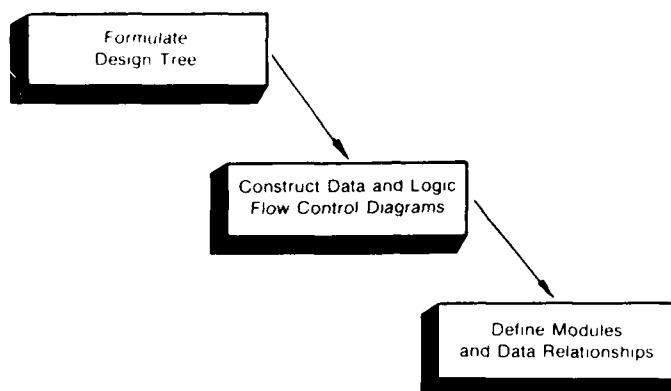 Formulate
Design Tree
Construct Data and Logic
Flow Control Diagrams
Define Modules
and Data Relationships